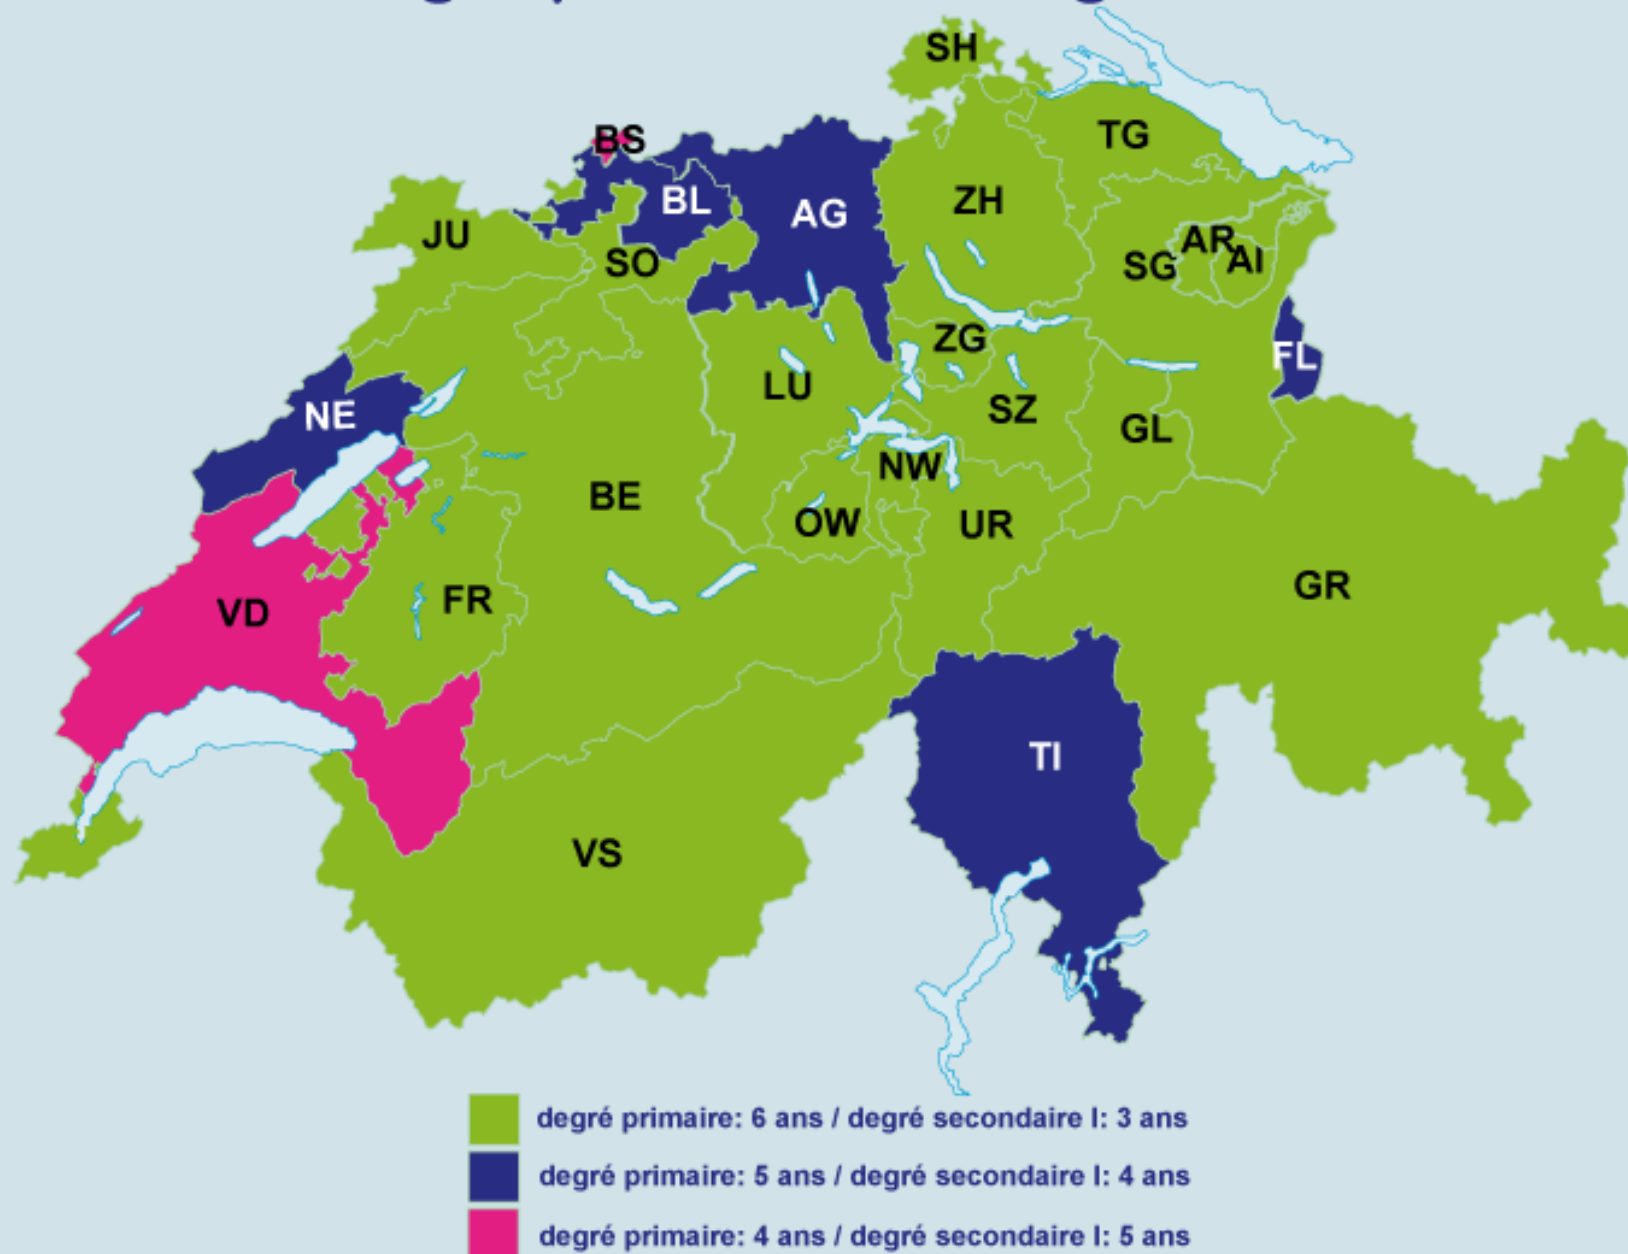 SH
TG
BS
ZH
BL
AG
JU
SO
AR
AI
SG
ZG
FL
LU
SZ
NE
GL
NW
BE
OW
UR
GR
FR
VD
TI
VS
degré primaire: 6 ans / degré secondaire I: 3 ans
degré primaire: 5 ans / degré secondaire I: 4 ans
degré primaire: 4 ans / degré secondaire I: 5 ans